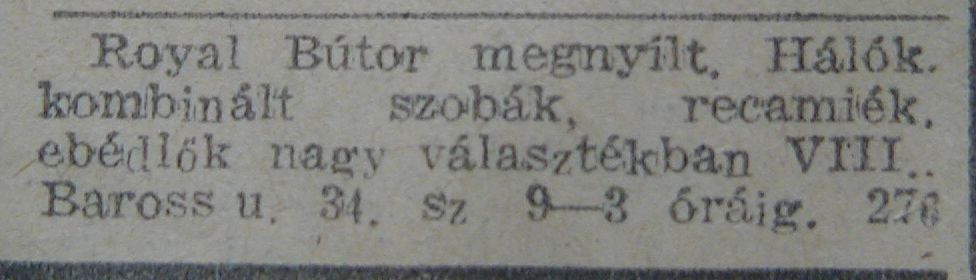 Royal Bútor megnyílt. Hálók.
kombinált szobák, recamiék.
ebédlők nagy választékban VIII..
Baross u. 34. sz 9—3 óráig. 276